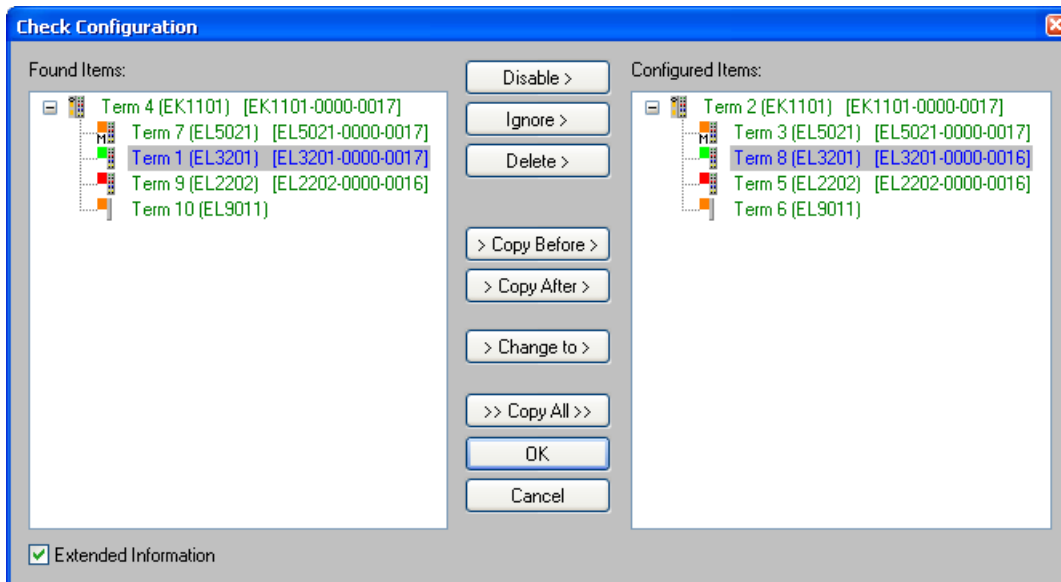 Check Configuration
Found Items:
Term 4 (EK1101) [EK1101-0000-0017]
M Term 7 (EL5021) [EL5021-0000-0017]
Term 1 (EL3201) [EL3201-0000-0017]
Term 9 (EL2202) [EL2202-0000-0016]
Term 10 (EL9011)
Disable >
Ignore >
Delete >
> Copy Before >
> Copy After >
> Change to >
>> Copy All >>
OK
Cancel
Configured Items:
Term 2 (EK1101) [EK1101-0000-0017]
M Term 3 (EL5021) [EL5021-0000-0017]
Term 8 (EL3201) [EL3201-0000-0016]
Term 5 (EL2202) [EL2202-0000-0016]
Term 6 (EL9011)
Extended Information